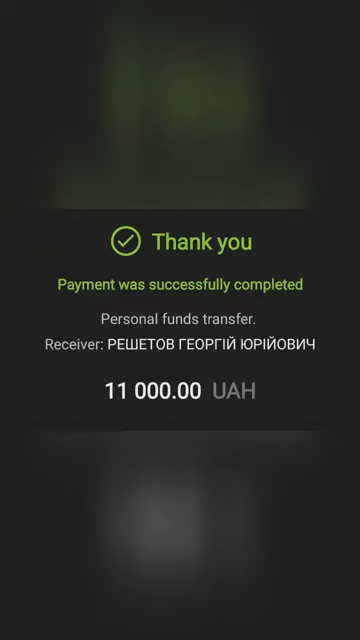 Thank you
Payment was successfully completed
Personal funds transfer.
Receiver: РЕШЕТОВ ГЕОРГІЙ ЮРІЙОВИЧ
11 000.00 UAH